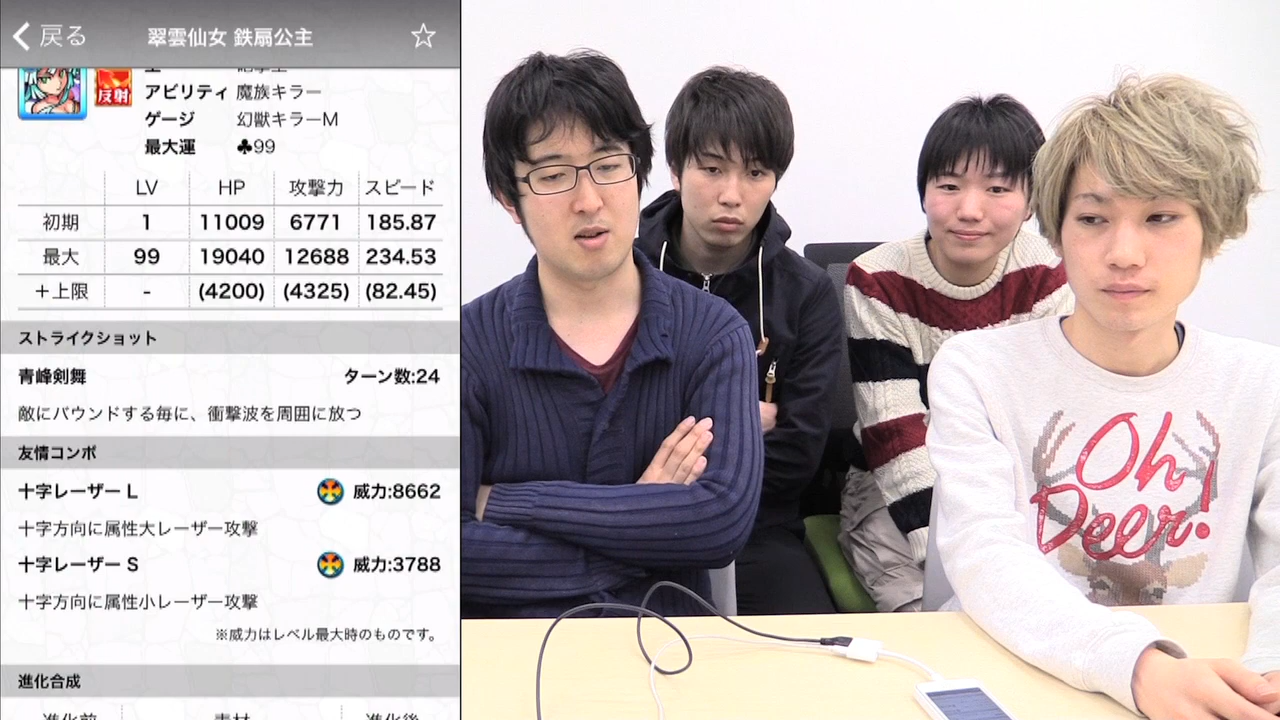 戻る
翠雲仙女 鉄扇公主
反射
アビリティ 魔族キラー
ゲージ 幻獣キラーM
最大運 ♣99
LV HP 攻撃力 スピード
初期 1 11009 6771 185.87
最大 99 19040 12688 234.53
＋上限 - (4200) (4325) (82.45)
ストライクショット
青峰剣舞 ターン数:24
敵にバウンドする毎に、衝撃波を周囲に放つ
友情コンボ
十字レーザー L 威力:8662
十字方向に属性大レーザー攻撃
十字レーザー S 威力:3788
十字方向に属性小レーザー攻撃
※威力はレベル最大時のものです。
進化合成
進化前 素材 進化後
Oh
Deer!